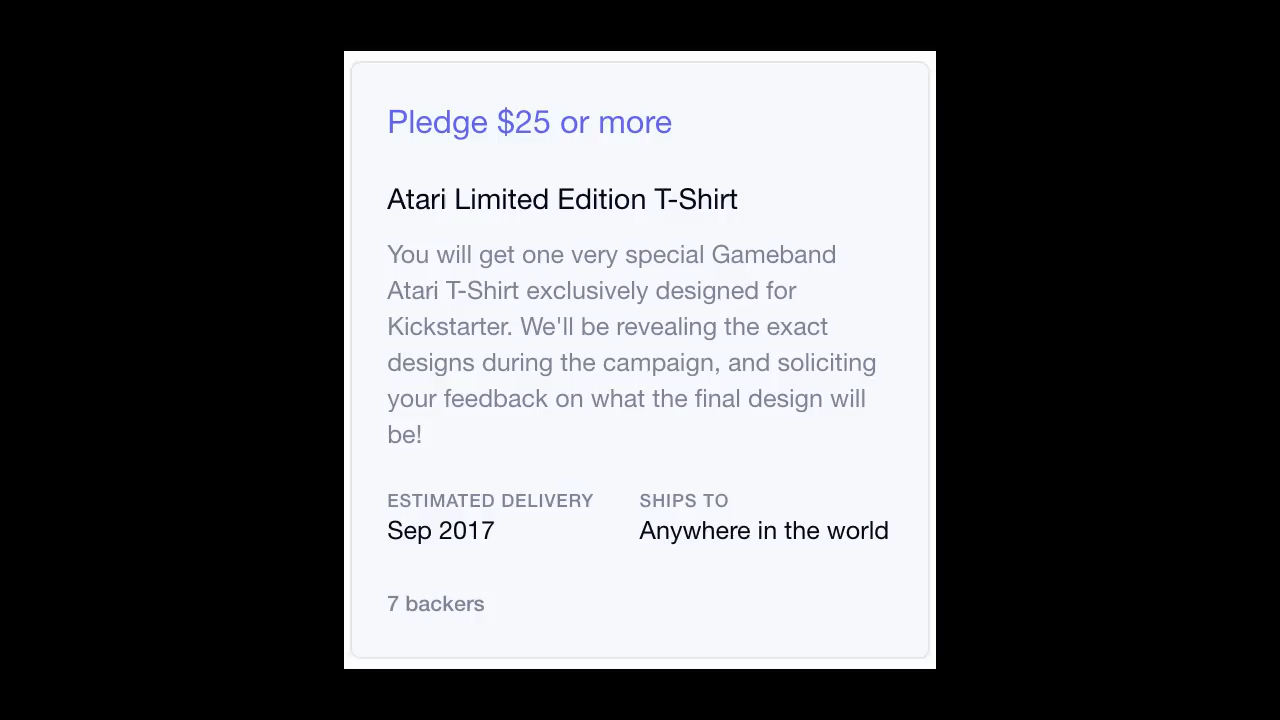 Pledge $25 or more
Atari Limited Edition T-Shirt
You will get one very special Gameband
Atari T-Shirt exclusively designed for
Kickstarter. We'll be revealing the exact
designs during the campaign, and soliciting
your feedback on what the final design will
be!
ESTIMATED DELIVERY SHIPS TO
Sep 2017 Anywhere in the world
7 backers